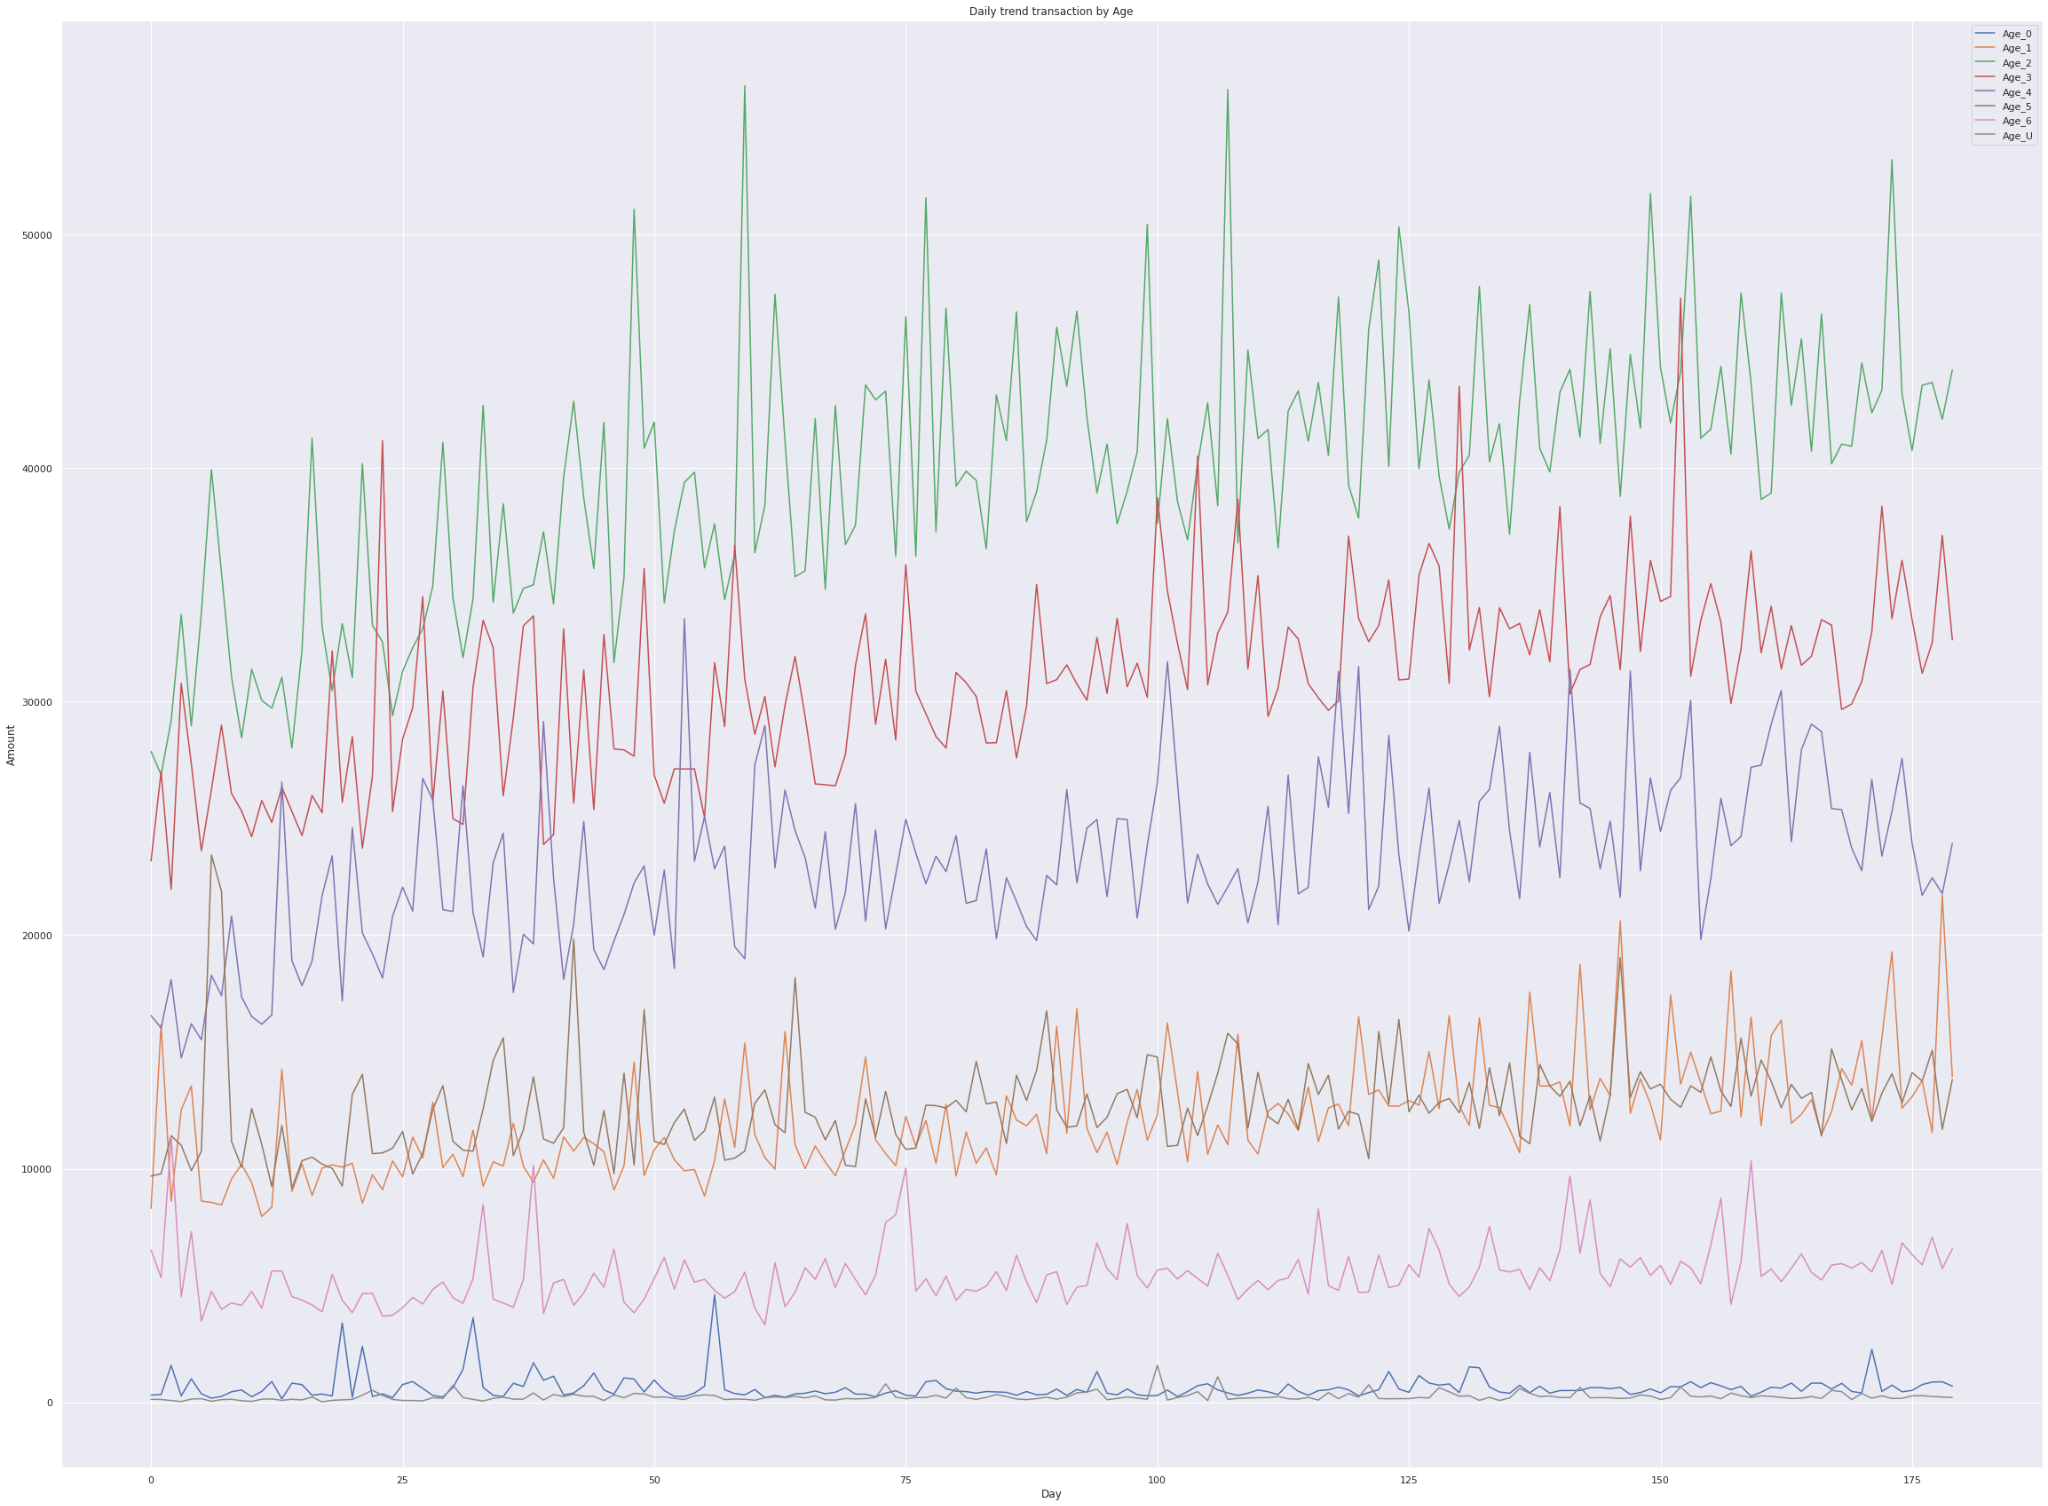 Daily trend transaction by Age
Age_0
Age_1
Age_2
Age_3
Age_4
Age_5
Age_6
Age_U
Amount
50000
40000
30000
20000
10000
0
0 25 50 75 100 125 150 175
Day